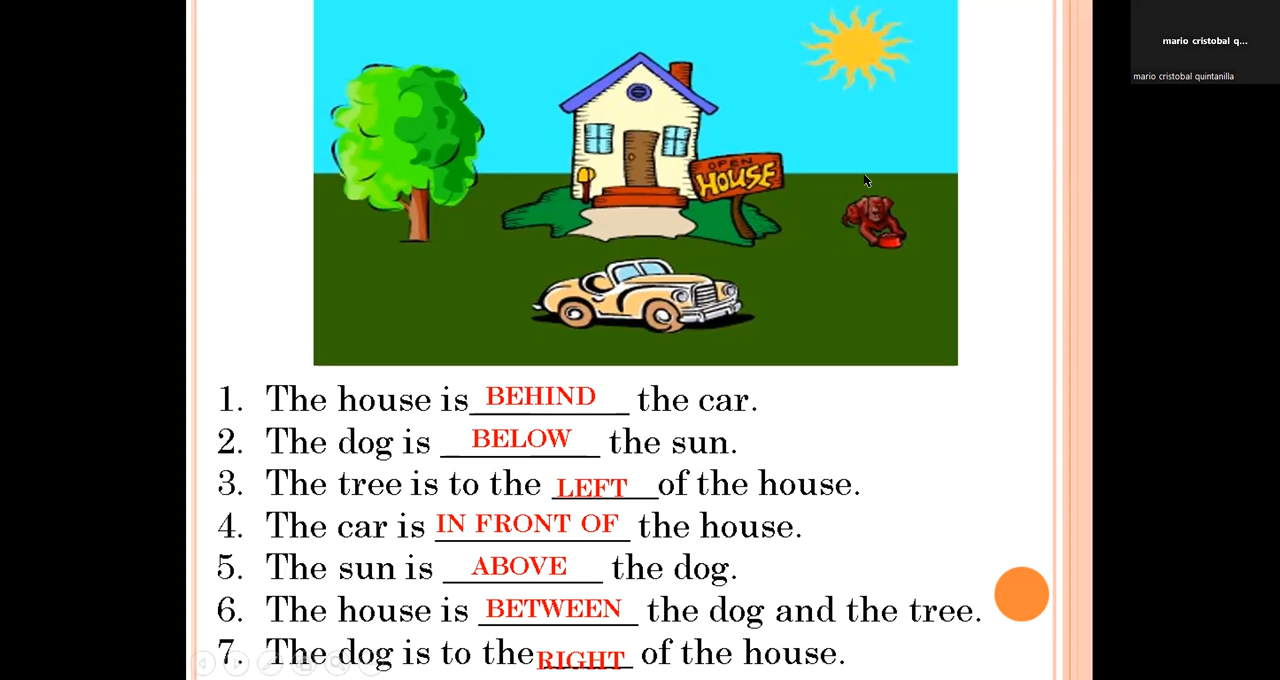 mario cristobal q...
mario cristobal quintanilla
OPEN
HOUSE
1. The house is BEHIND the car.
2. The dog is BELOW the sun.
3. The tree is to the LEFT of the house.
4. The car is IN FRONT OF the house.
5. The sun is ABOVE the dog.
6. The house is BETWEEN the dog and the tree.
7. The dog is to the RIGHT of the house.